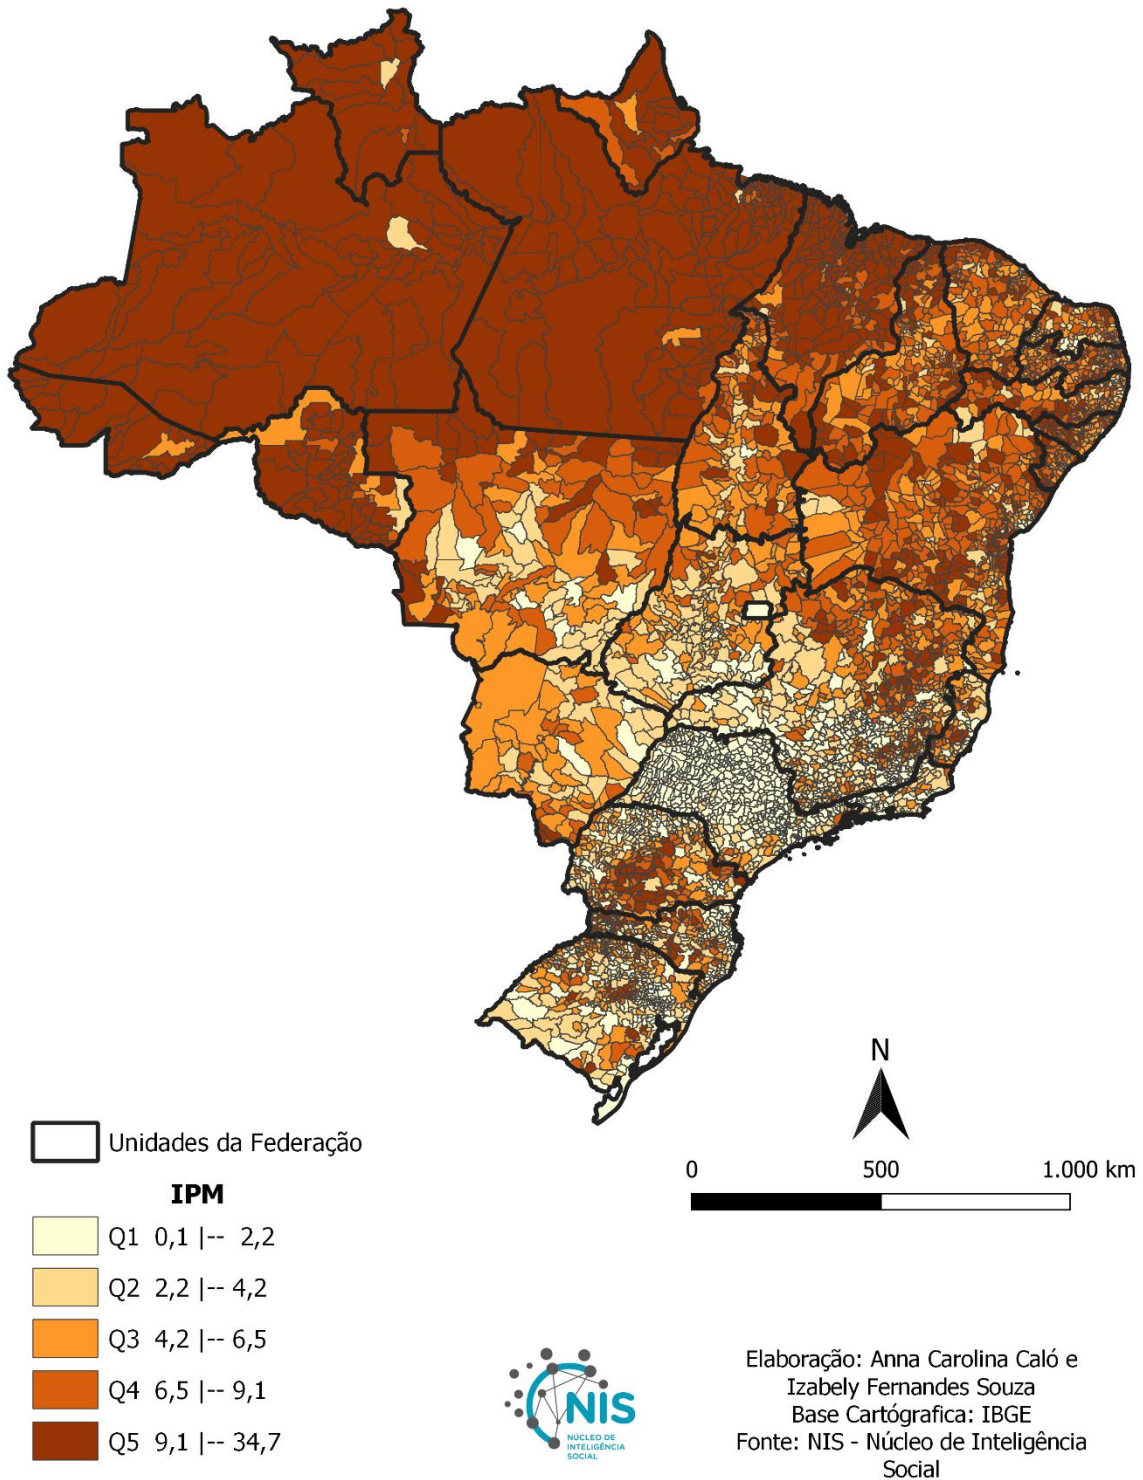 N
0 500 1.000 km
Unidades da Federação
IPM
Q1 0,1 |-- 2,2
Q2 2,2 |-- 4,2
Q3 4,2 |-- 6,5
Q4 6,5 |-- 9,1
Q5 9,1 |-- 34,7
NIS
NÚCLEO DE
INTELIGÊNCIA
SOCIAL
Elaboração: Anna Carolina Caló e
Izabely Fernandes Souza
Base Cartógrafica: IBGE
Fonte: NIS - Núcleo de Inteligência
Social